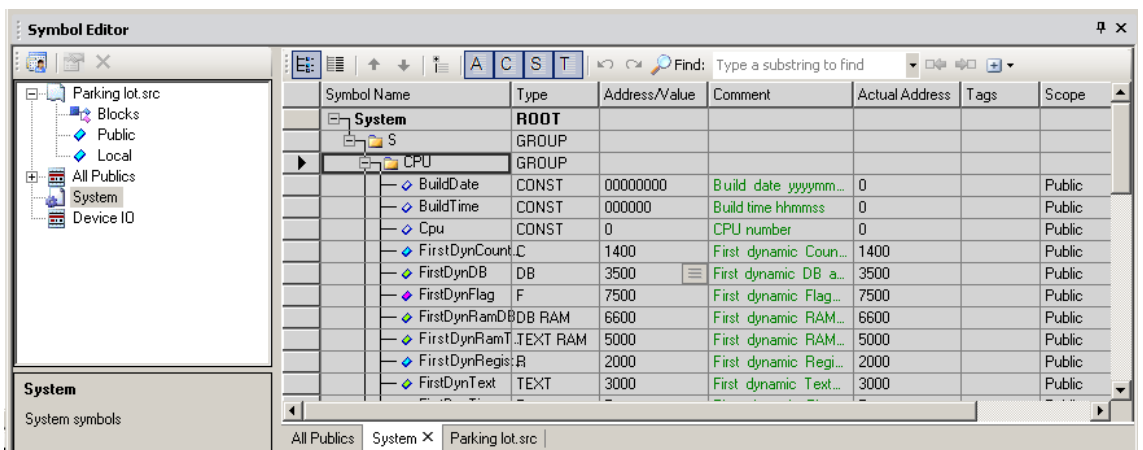 Symbol Editor
A C S T Find: Type a substring to find
Parking lot.src
Blocks
Public
Local
All Publics
System
Device IO
Symbol Name Type Address/Value Comment Actual Address Tags Scope
System ROOT
S GROUP
CPU GROUP
BuildDate CONST 00000000 Build date yyyymm... 0 Public
BuildTime CONST 000000 Build time hhmmss 0 Public
Cpu CONST 0 CPU number 0 Public
FirstDynCount... C 1400 First dynamic Coun... 1400 Public
FirstDynDB DB 3500 First dynamic DB a... 3500 Public
FirstDynFlag F 7500 First dynamic Flag... 7500 Public
FirstDynRamDB DB RAM 6600 First dynamic RAM... 6600 Public
FirstDynRamT... TEXT RAM 5000 First dynamic RAM... 5000 Public
FirstDynRegist... R 2000 First dynamic Regi... 2000 Public
FirstDynText TEXT 3000 First dynamic Text... 3000 Public
System
System symbols
All Publics System Parking lot.src